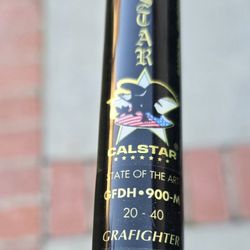 STAR
CALSTAR®
STATE OF THE ART
GFDH•900-M
20 - 40
GRAFIGHTER